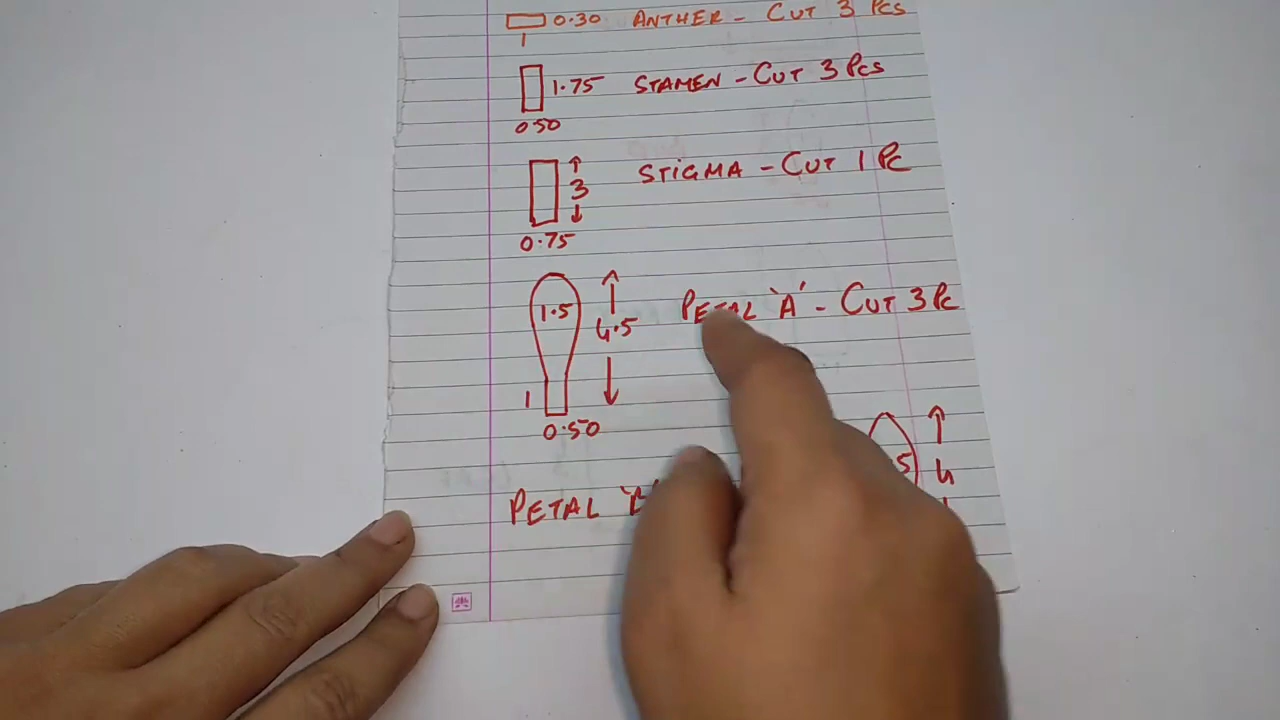 0.30 ANTHER - CUT 3 PCS
1
1.75 STAMEN - CUT 3 PCS
0.50
3 STIGMA - CUT 1 PC
0.75
1.5 4.5 PETAL 'A' - CUT 3 PC
1
0.50
4
PETAL